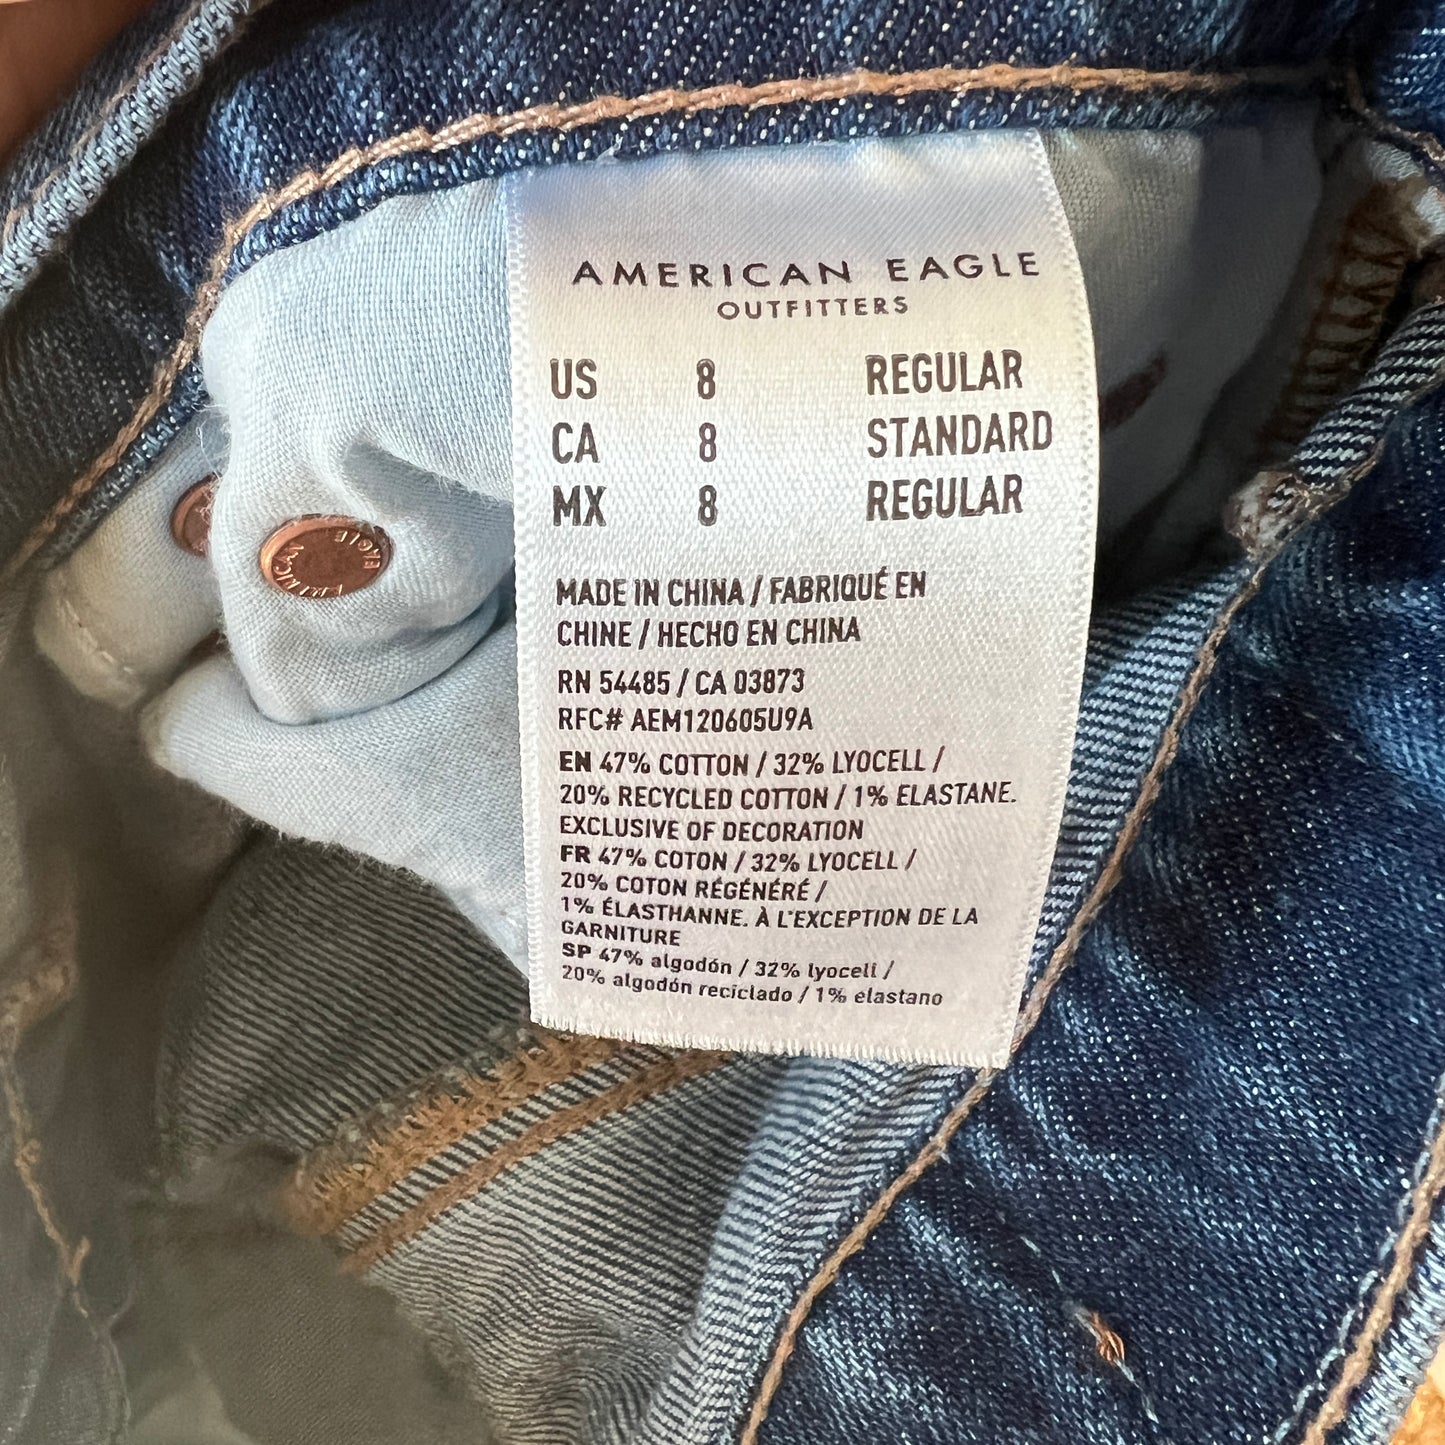 AMERICAN EAGLE
OUTFITTERS
US 8 REGULAR
CA 8 STANDARD
MX 8 REGULAR
MADE IN CHINA / FABRIQUÉ EN
CHINE / HECHO EN CHINA
RN 54485 / CA 03873
RFC# AEM120605U9A
EN 47% COTTON / 32% LYOCELL /
20% RECYCLED COTTON / 1% ELASTANE.
EXCLUSIVE OF DECORATION
FR 47% COTON / 32% LYOCELL /
20% COTON RÉGÉNÉRÉ /
1% ÉLASTHANNE. À L'EXCEPTION DE LA
GARNITURE
SP 47% algodón / 32% lyocell /
20% algodón reciclado / 1% elastano
AMERICAN EAGLE